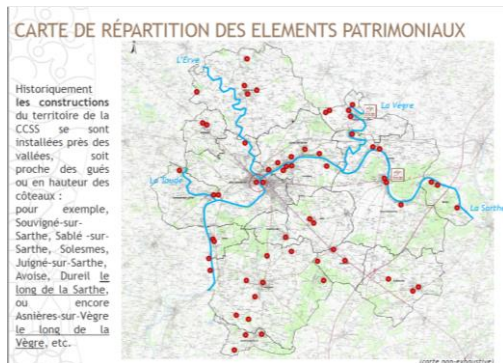 CARTE DE RÉPARTITION DES ELEMENTS PATRIMONIAUX
Historiquement
les constructions
du territoire de la
CCSS se sont
installées près des
vallées, soit
proche des gués
ou en hauteur des
côteaux :
pour exemple,
Souvigné-sur-
Sarthe, Sablé -sur-
Sarthe, Solesmes,
Juigné-sur-Sarthe,
Avoise, Dureil le
long de la Sarthe,
ou encore
Asnières-sur-Vègre
le long de la
Vègre, etc.
L'Erve
La Vègre
La Taude
La Sarthe
(carte non-exhaustive)